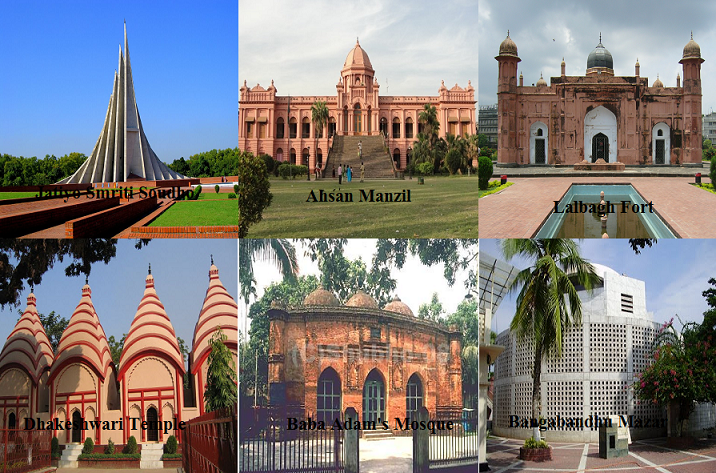 Jatiyo Smriti Soudho
Ahsan Manzil
Lalbagh Fort
Dhakeshwari Temple
Baba Adam's Mosque
Bangabandhu Mazar